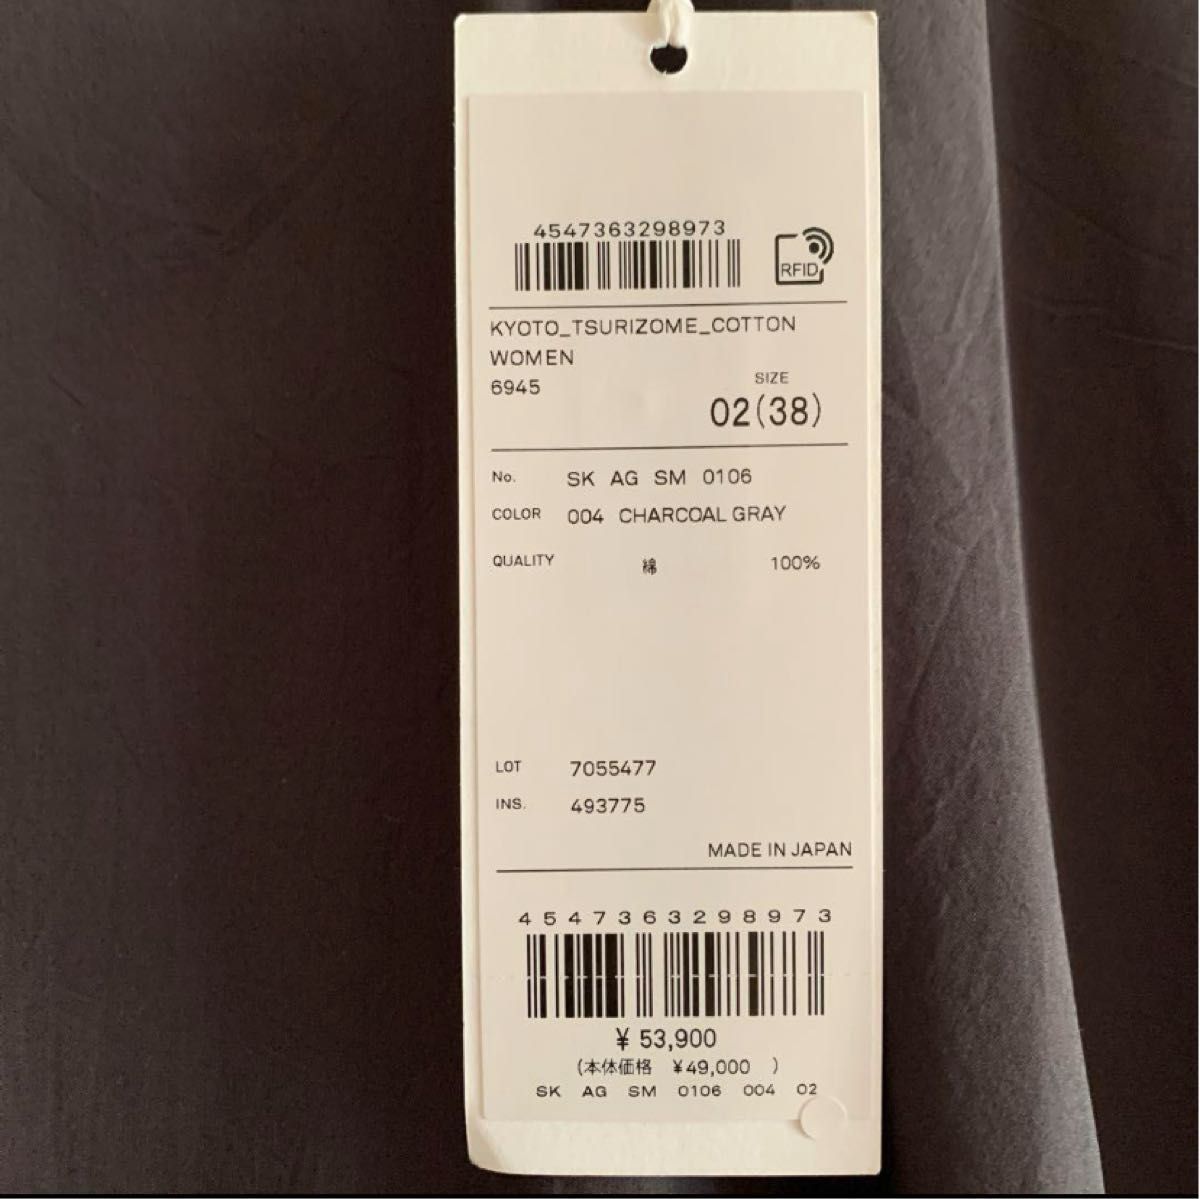 4547363298973
RFID
KYOTO_TSURIZOME_COTTON
WOMEN
6945
SIZE
02(38)
No. SK AG SM 0106
COLOR 004 CHARCOAL GRAY
QUALITY 綿 100%
LOT 7055477
INS. 493775
MADE IN JAPAN
4547363298973
¥ 53,900
(本体価格 ¥49,000 )
SK AG SM 0106 004 02